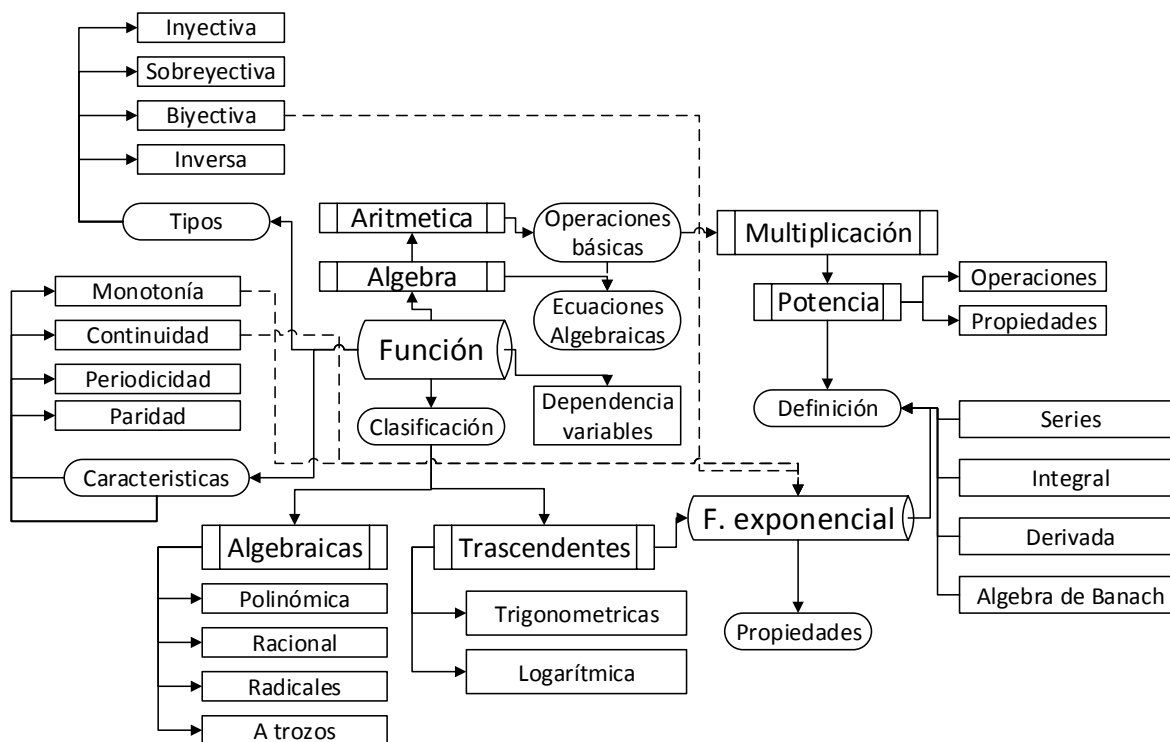 Inyectiva
Sobreyectiva
Biyectiva
Inversa
Tipos
Aritmetica
Operaciones
básicas
Multiplicación
Algebra
Ecuaciones
Algebraicas
Potencia
Operaciones
Propiedades
Monotonía
Continuidad
Periodicidad
Paridad
Caracteristicas
Función
Dependencia
variables
Clasificación
Definición
Series
Integral
Derivada
Algebra de Banach
Algebraicas
Polinómica
Racional
Radicales
A trozos
Trascendentes
Trigonometricas
Logarítmica
F. exponencial
Propiedades